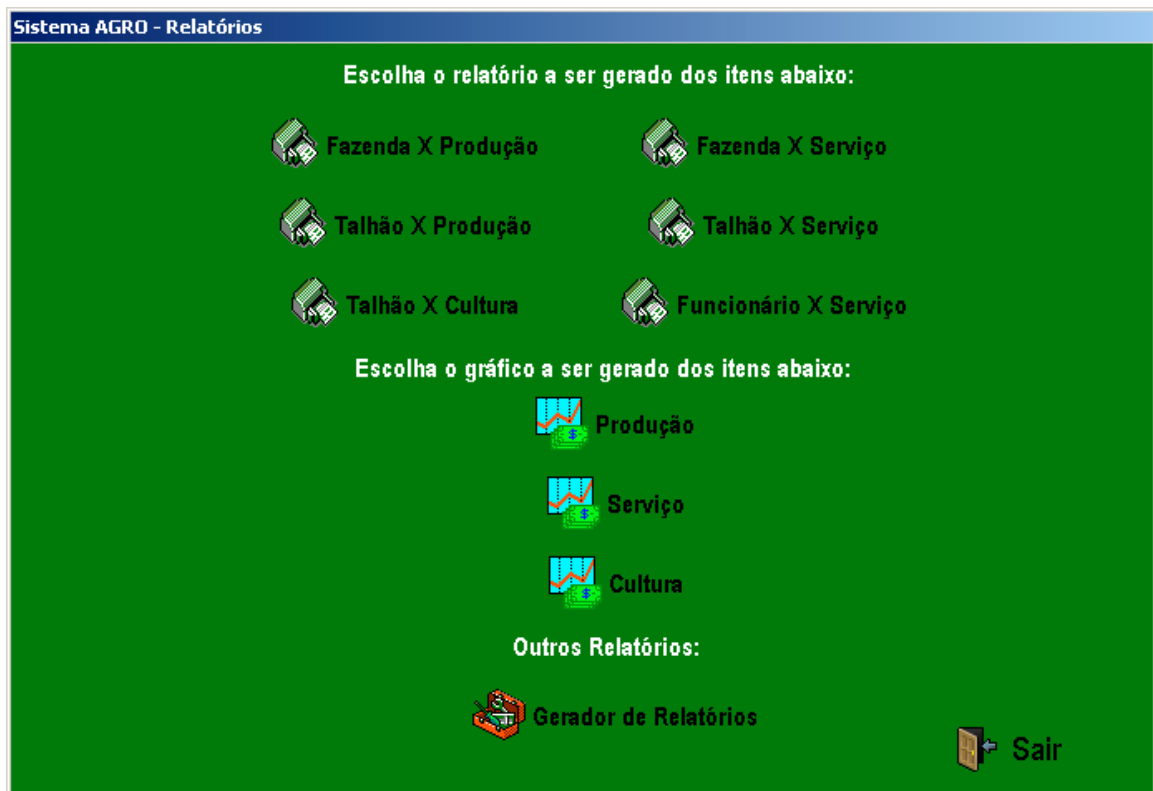 Sistema AGRO - Relatórios
Escolha o relatório a ser gerado dos itens abaixo:
Fazenda X Produção
Fazenda X Serviço
Talhão X Produção
Talhão X Serviço
Talhão X Cultura
Funcionário X Serviço
Escolha o gráfico a ser gerado dos itens abaixo:
Produção
Serviço
Cultura
Outros Relatórios:
Gerador de Relatórios
Sair